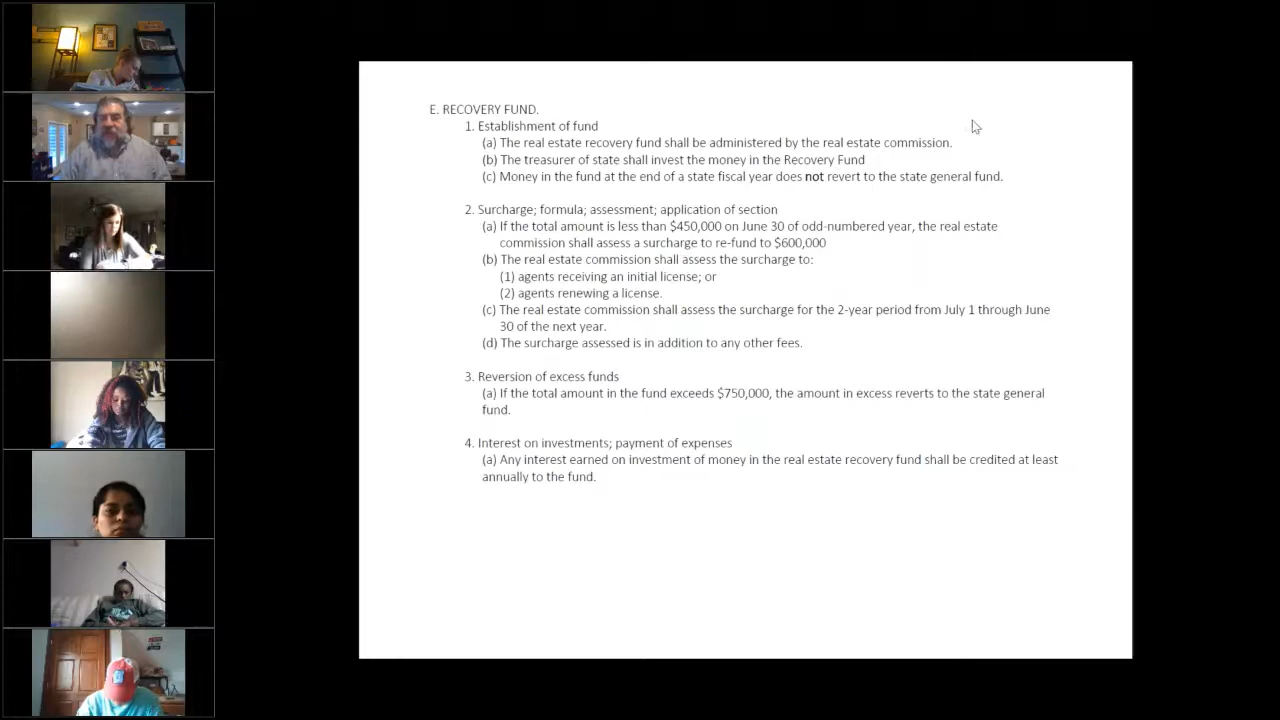 E. RECOVERY FUND.
1. Establishment of fund
(a) The real estate recovery fund shall be administered by the real estate commission.
(b) The treasurer of state shall invest the money in the Recovery Fund
(c) Money in the fund at the end of a state fiscal year does not revert to the state general fund.
2. Surcharge; formula; assessment; application of section
(a) If the total amount is less than $450,000 on June 30 of odd-numbered year, the real estate
commission shall assess a surcharge to re-fund to $600,000
(b) The real estate commission shall assess the surcharge to:
(1) agents receiving an initial license; or
(2) agents renewing a license.
(c) The real estate commission shall assess the surcharge for the 2-year period from July 1 through June
30 of the next year.
(d) The surcharge assessed is in addition to any other fees.
3. Reversion of excess funds
(a) If the total amount in the fund exceeds $750,000, the amount in excess reverts to the state general
fund.
4. Interest on investments; payment of expenses
(a) Any interest earned on investment of money in the real estate recovery fund shall be credited at least
annually to the fund.